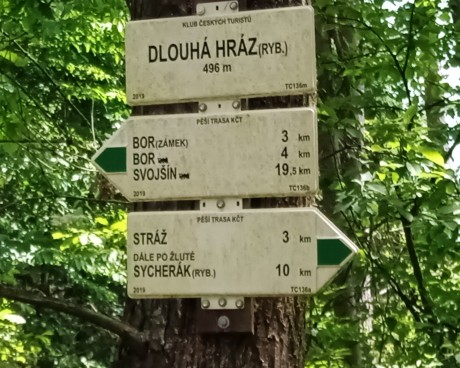 KLUB ČESKÝCH TURISTŮ
DLOUHÁ HRÁZ (RYB.)
496 m
2019 TC136m
PĚŠÍ TRASA KČT
BOR (ZÁMEK) 3 km
BOR 4 km
SVOJŠÍN 19,5 km
2019 TC136b
PĚŠÍ TRASA KČT
STRÁŽ 3 km
DÁLE PO ŽLUTÉ
SYCHERÁK (RYB.) 10 km
2019 TC136a